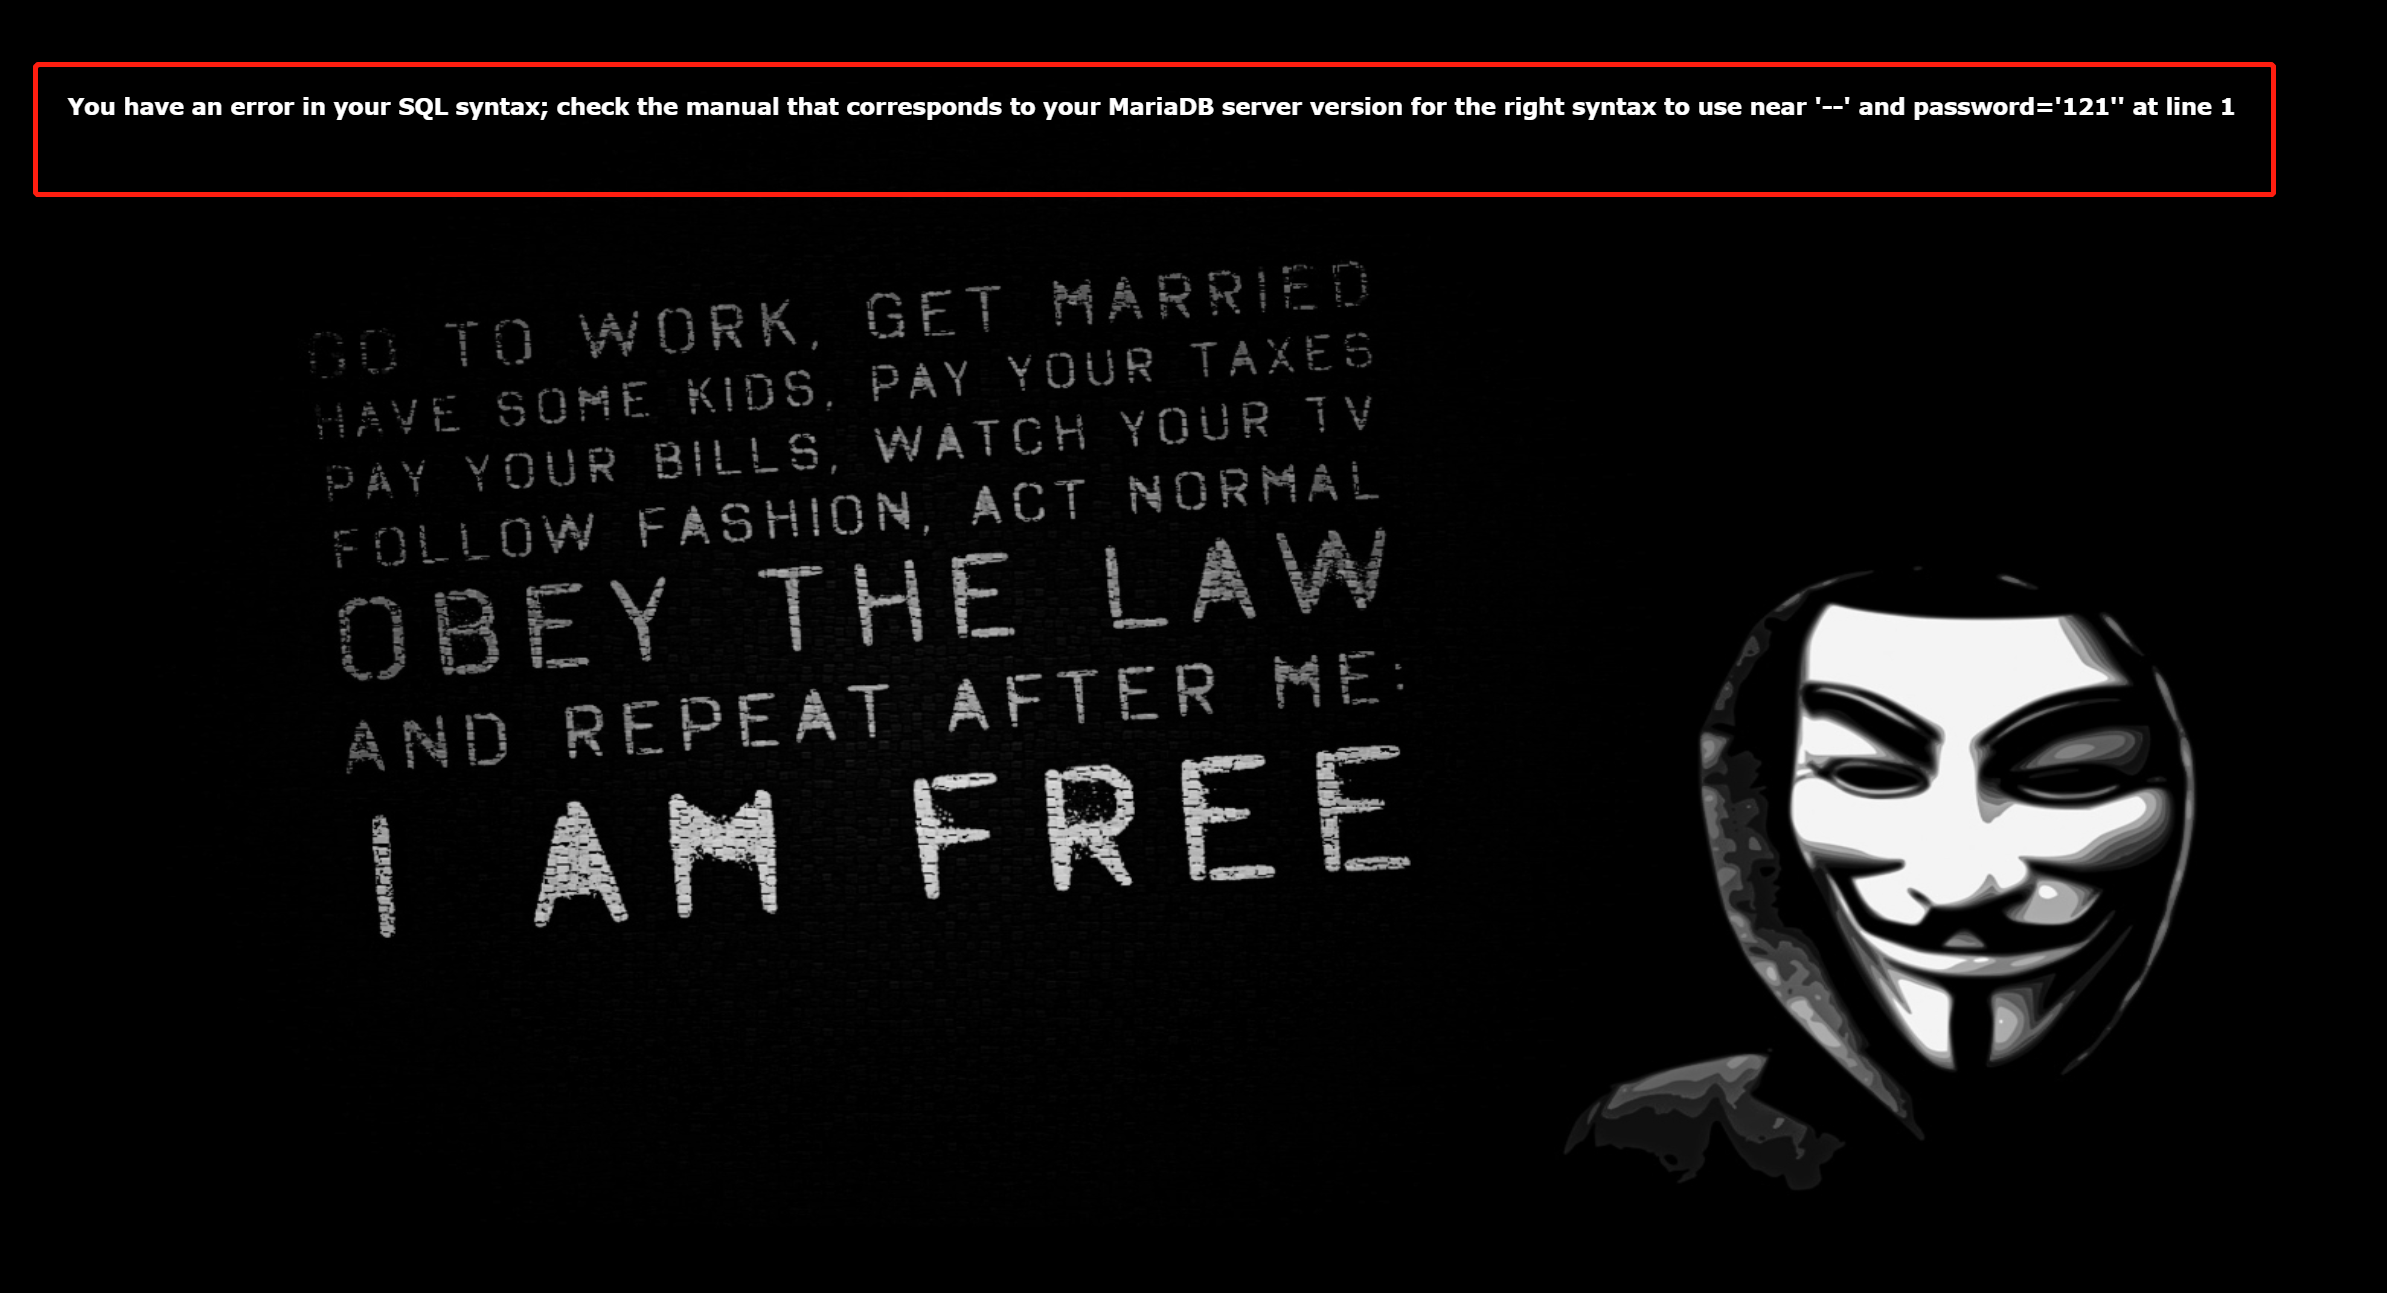 You have an error in your SQL syntax; check the manual that corresponds to your MariaDB server version for the right syntax to use near '--' and password='121'' at line 1
GO TO WORK, GET MARRIED
HAVE SOME KIDS, PAY YOUR TAXES
PAY YOUR BILLS, WATCH YOUR TV
FOLLOW FASHION, ACT NORMAL
OBEY THE LAW
AND REPEAT AFTER ME:
I AM FREE